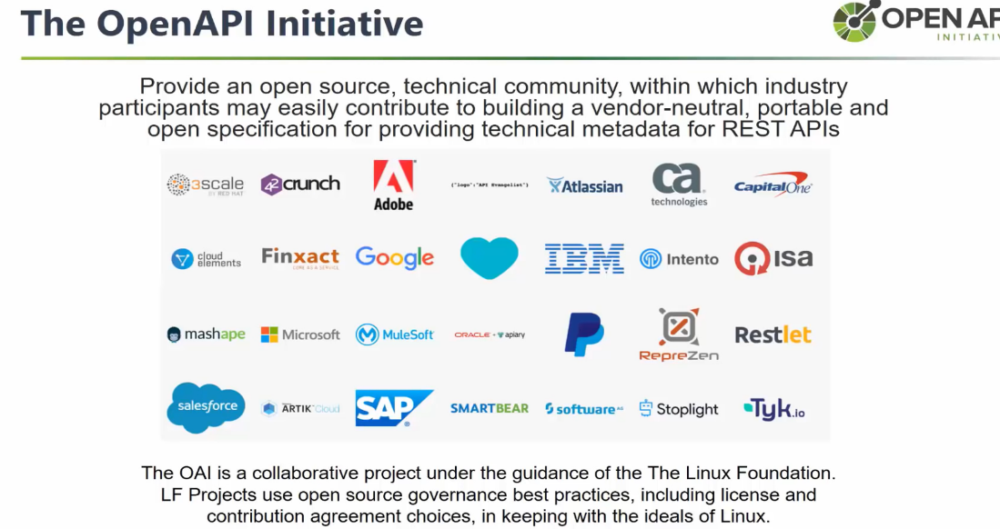 The OpenAPI Initiative
OPEN AP
INITIATIV
Provide an open source, technical community, within which industry
participants may easily contribute to building a vendor-neutral, portable and
open specification for providing technical metadata for REST APIs
3scale
BY RED HAT
42 crunch
Adobe
{"logo":"API Evangelist"}
Atlassian
ca
technologies
Capital One
cloud
elements
Finxact
CORE AS A SERVICE
Google
IBM
Intento
ISA
mashape
Microsoft
MuleSoft
ORACLE + apiary
P
RepreZen
Restlet
salesforce
ARTIK Cloud
SAP
SMARTBEAR
software AG
Stoplight
Tyk.io
The OAI is a collaborative project under the guidance of the The Linux Foundation.
LF Projects use open source governance best practices, including license and
contribution agreement choices, in keeping with the ideals of Linux.